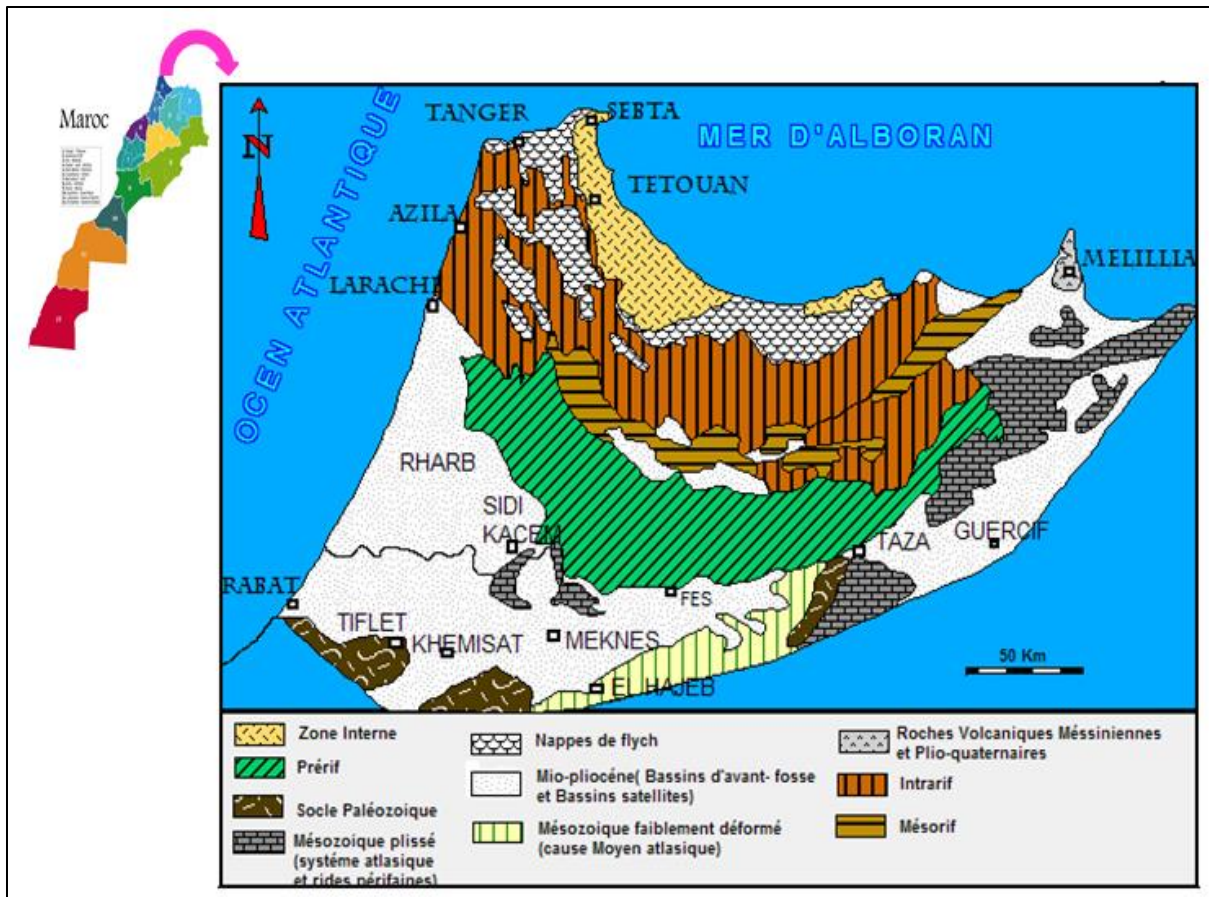 Maroc
OCEN ATLANTIQUE
N
TANGER
SEBTA
MER D'ALBORAN
TETOUAN
AZILA
MELILLIA
LARACHE
RHARB
SIDI
KACEM
TAZA
GUERCIF
RABAT
FES
TIFLET
KHEMISAT
MEKNES
50 Km
EL HAJEB
Zone Interne
Prérif
Socle Paléozoique
Mésozoique plissé
(systéme atlasique
et rides périfaines)
Nappes de flych
Mio-pliocéne( Bassins d'avant- fosse
et Bassins satellites)
Mésozoique faiblement déformé
(cause Moyen atlasique)
Roches Volcaniques Méssiniennes
et Plio-quaternaires
Intrarif
Mésorif